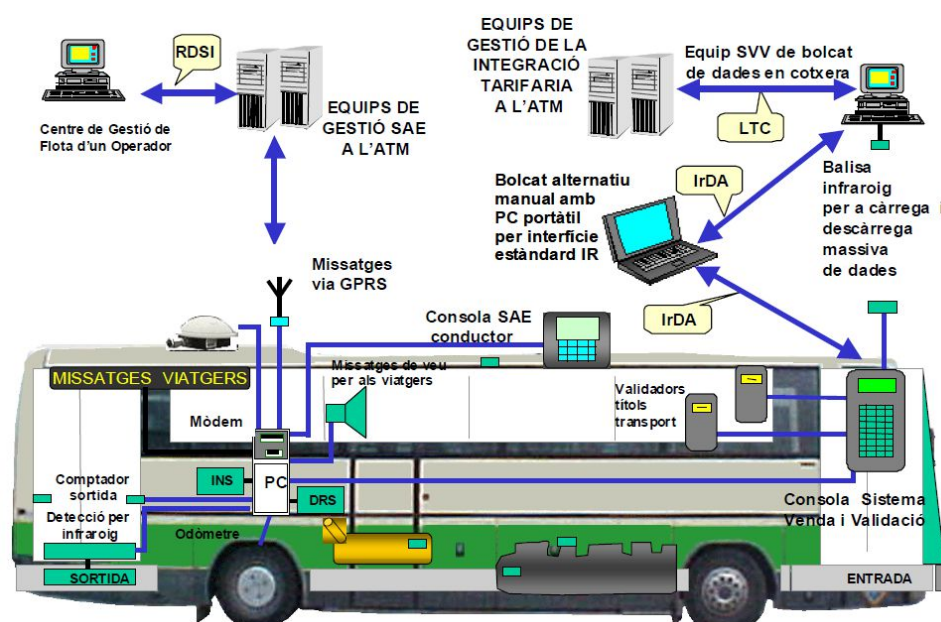 RDSI
Centre de Gestió de
Flota d'un Operador
EQUIPS DE
GESTIÓ SAE
A L'ATM
EQUIPS DE
GESTIÓ DE LA
INTEGRACIÓ
TARIFARIA
A L'ATM
Equip SVV de bolcat
de dades en cotxera
LTC
Bolcat alternatiu
manual amb
PC portàtil
per interfície
estàndard IR
IrDA
Balisa
infraroig
per a càrrega i
descàrrega
massiva
de dades
Missatges
via GPRS
IrDA
Consola SAE
conductor
MISSATGES VIATGERS
Missatges de veu
per als viatgers
Mòdem
Validadors
títols
transport
Comptador
sortida
INS
PC
DRS
Consola Sistema
Venda i Validació
Detecció per
infraroig
Odòmetre
SORTIDA
ENTRADA